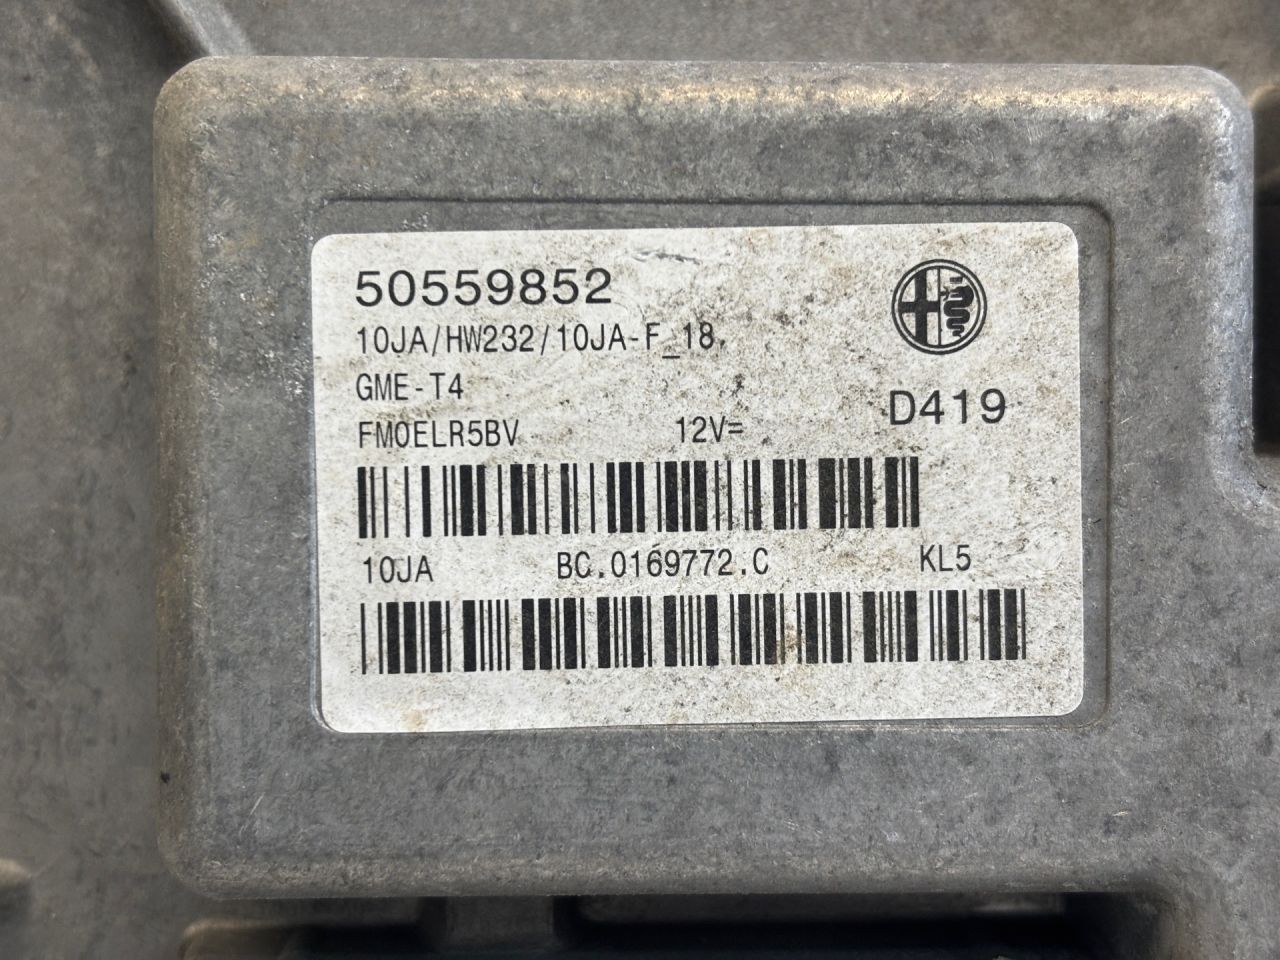 50559852
10JA/HW232/10JA-F_18
GME-T4
D419
FM0ELR5BV 12V=
10JA BC.0169772.C KL5